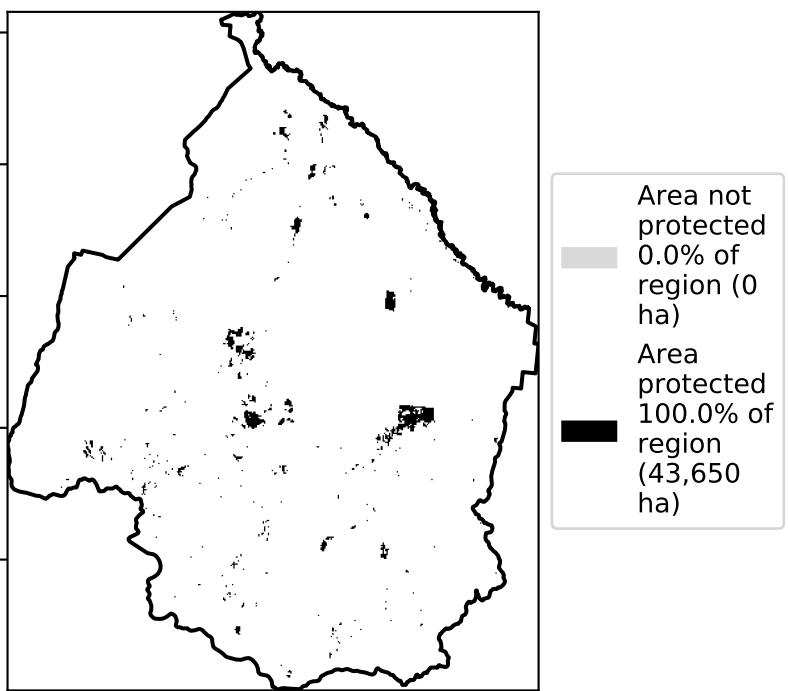 Area not
protected
0.0% of
region (0
ha)
Area
protected
100.0% of
region
(43,650
ha)